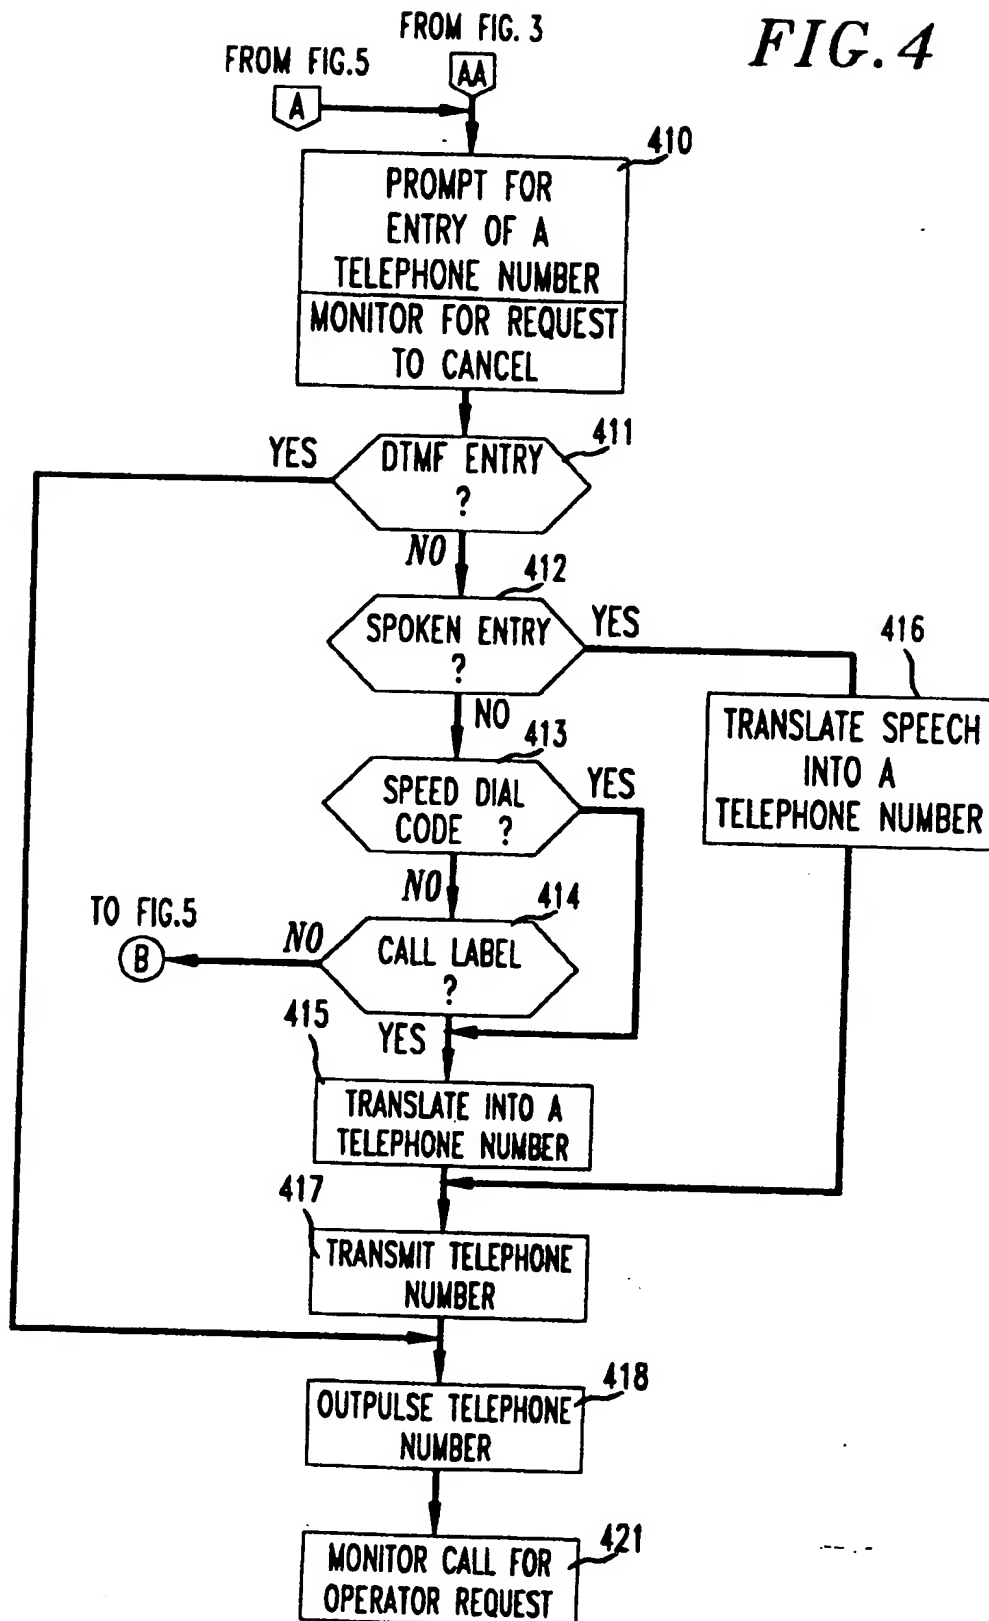 FIG. 4
FROM FIG. 3
FROM FIG.5
AA
A
410
PROMPT FOR
ENTRY OF A
TELEPHONE NUMBER
MONITOR FOR REQUEST
TO CANCEL
411
YES
DTMF ENTRY
?
NO
412
SPOKEN ENTRY
?
YES
416
TRANSLATE SPEECH
INTO A
TELEPHONE NUMBER
NO
413
SPEED DIAL
CODE ?
YES
NO
414
TO FIG.5
B
NO
CALL LABEL
?
415
YES
TRANSLATE INTO A
TELEPHONE NUMBER
417
TRANSMIT TELEPHONE
NUMBER
418
OUTPULSE TELEPHONE
NUMBER
421
MONITOR CALL FOR
OPERATOR REQUEST